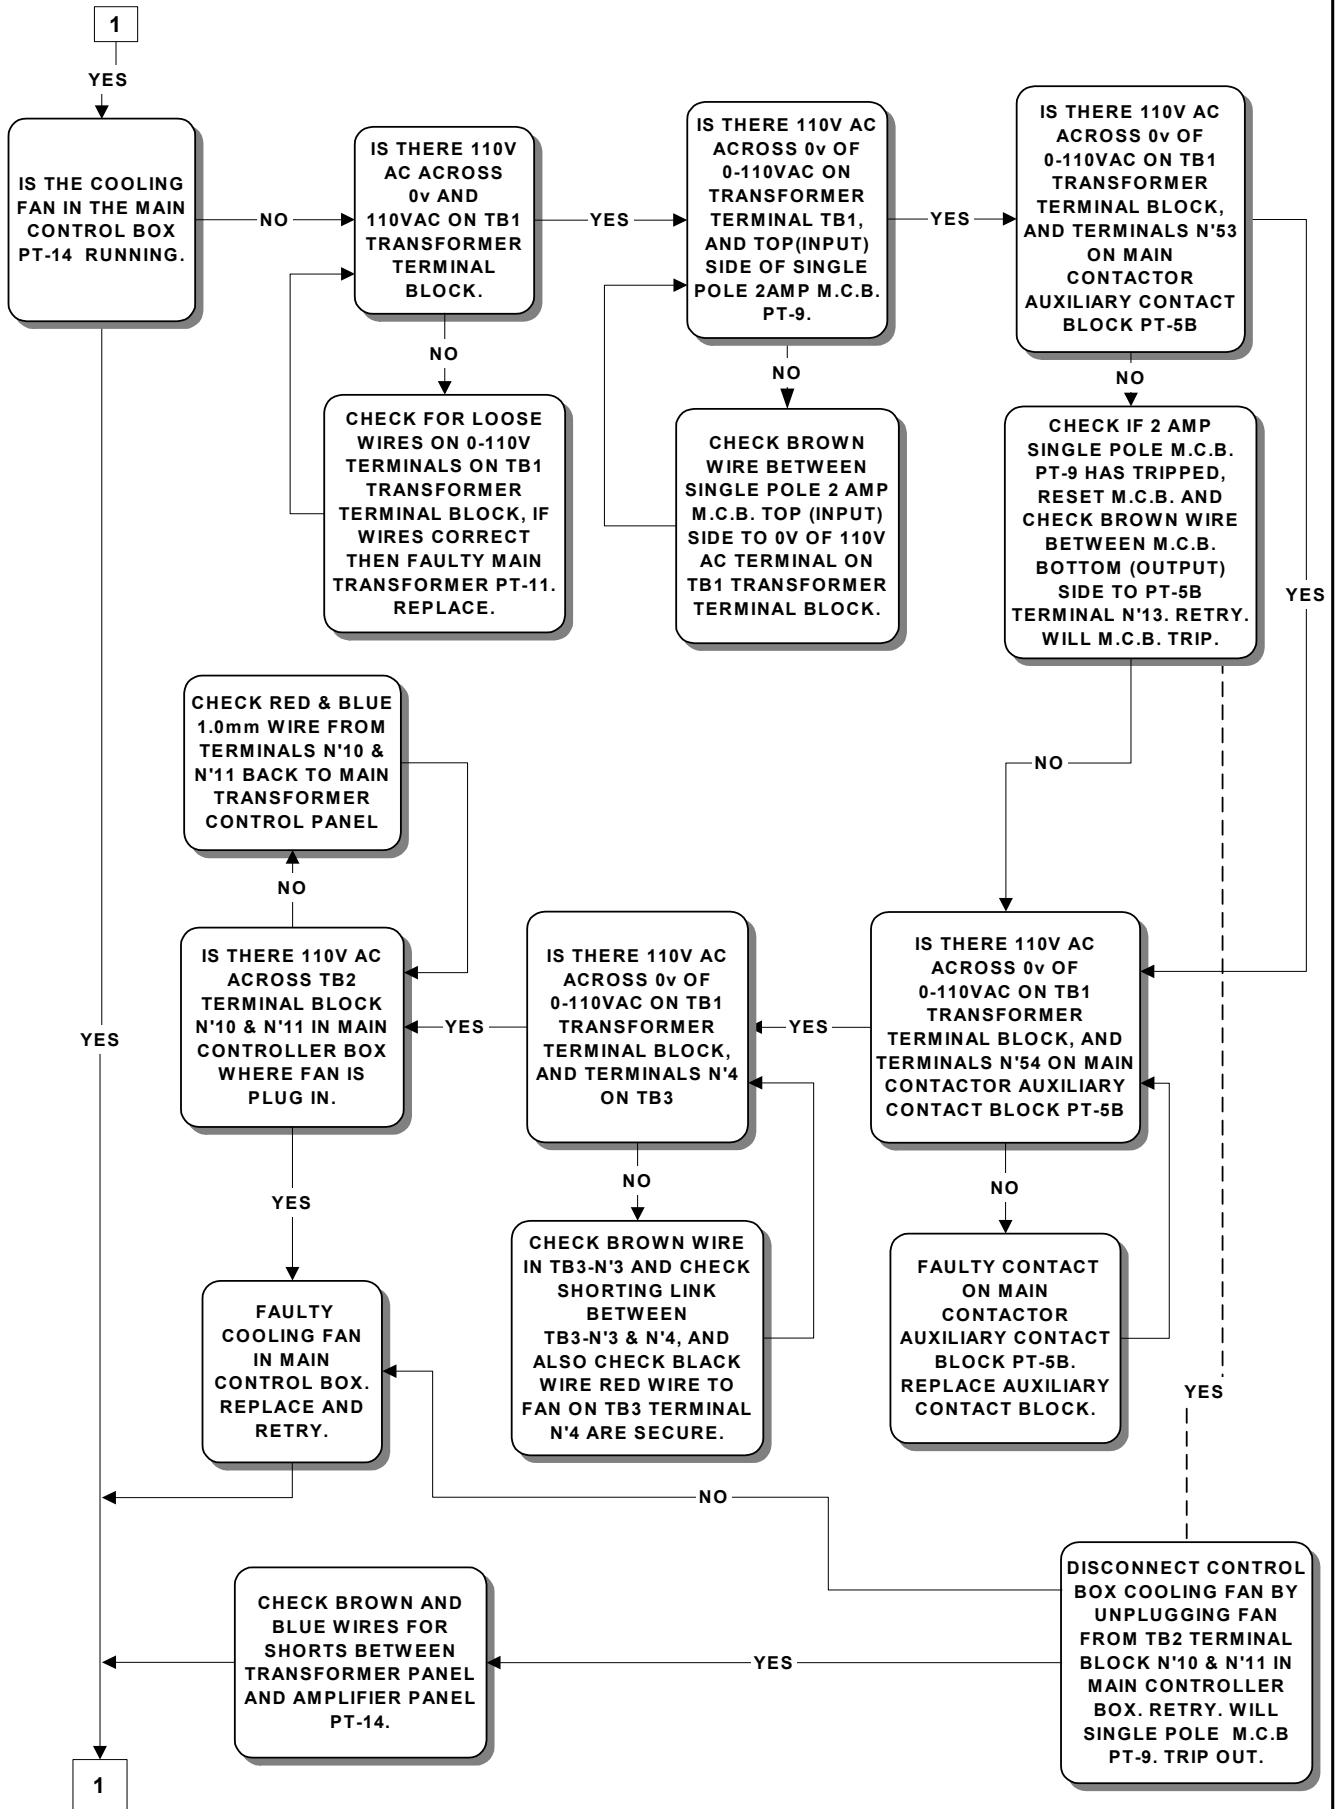 1
YES
IS THE COOLING
FAN IN THE MAIN
CONTROL BOX
PT-14 RUNNING.
NO
IS THERE 110V
AC ACROSS
0v AND
110VAC ON TB1
TRANSFORMER
TERMINAL
BLOCK.
YES
IS THERE 110V AC
ACROSS 0v OF
0-110VAC ON
TRANSFORMER
TERMINAL TB1,
AND TOP(INPUT)
SIDE OF SINGLE
POLE 2AMP M.C.B.
PT-9.
YES
IS THERE 110V AC
ACROSS 0v OF
0-110VAC ON TB1
TRANSFORMER
TERMINAL BLOCK,
AND TERMINALS N'53
ON MAIN
CONTACTOR
AUXILIARY CONTACT
BLOCK PT-5B
NO
NO
NO
CHECK FOR LOOSE
WIRES ON 0-110V
TERMINALS ON TB1
TRANSFORMER
TERMINAL BLOCK, IF
WIRES CORRECT
THEN FAULTY MAIN
TRANSFORMER PT-11.
REPLACE.
CHECK BROWN
WIRE BETWEEN
SINGLE POLE 2 AMP
M.C.B. TOP (INPUT)
SIDE TO 0V OF 110V
AC TERMINAL ON
TB1 TRANSFORMER
TERMINAL BLOCK.
CHECK IF 2 AMP
SINGLE POLE M.C.B.
PT-9 HAS TRIPPED,
RESET M.C.B. AND
CHECK BROWN WIRE
BETWEEN M.C.B.
BOTTOM (OUTPUT)
SIDE TO PT-5B
TERMINAL N'13. RETRY.
WILL M.C.B. TRIP.
YES
CHECK RED & BLUE
1.0mm WIRE FROM
TERMINALS N'10 &
N'11 BACK TO MAIN
TRANSFORMER
CONTROL PANEL
NO
NO
IS THERE 110V AC
ACROSS TB2
TERMINAL BLOCK
N'10 & N'11 IN MAIN
CONTROLLER BOX
WHERE FAN IS
PLUG IN.
YES
IS THERE 110V AC
ACROSS 0v OF
0-110VAC ON TB1
TRANSFORMER
TERMINAL BLOCK,
AND TERMINALS N'4
ON TB3
YES
IS THERE 110V AC
ACROSS 0v OF
0-110VAC ON TB1
TRANSFORMER
TERMINAL BLOCK, AND
TERMINALS N'54 ON MAIN
CONTACTOR AUXILIARY
CONTACT BLOCK PT-5B
YES
YES
NO
NO
FAULTY
COOLING FAN
IN MAIN
CONTROL BOX.
REPLACE AND
RETRY.
CHECK BROWN WIRE
IN TB3-N'3 AND CHECK
SHORTING LINK
BETWEEN
TB3-N'3 & N'4, AND
ALSO CHECK BLACK
WIRE RED WIRE TO
FAN ON TB3 TERMINAL
N'4 ARE SECURE.
FAULTY CONTACT
ON MAIN
CONTACTOR
AUXILIARY CONTACT
BLOCK PT-5B.
REPLACE AUXILIARY
CONTACT BLOCK.
YES
NO
CHECK BROWN AND
BLUE WIRES FOR
SHORTS BETWEEN
TRANSFORMER PANEL
AND AMPLIFIER PANEL
PT-14.
YES
DISCONNECT CONTROL
BOX COOLING FAN BY
UNPLUGGING FAN
FROM TB2 TERMINAL
BLOCK N'10 & N'11 IN
MAIN CONTROLLER
BOX. RETRY. WILL
SINGLE POLE M.C.B
PT-9. TRIP OUT.
1